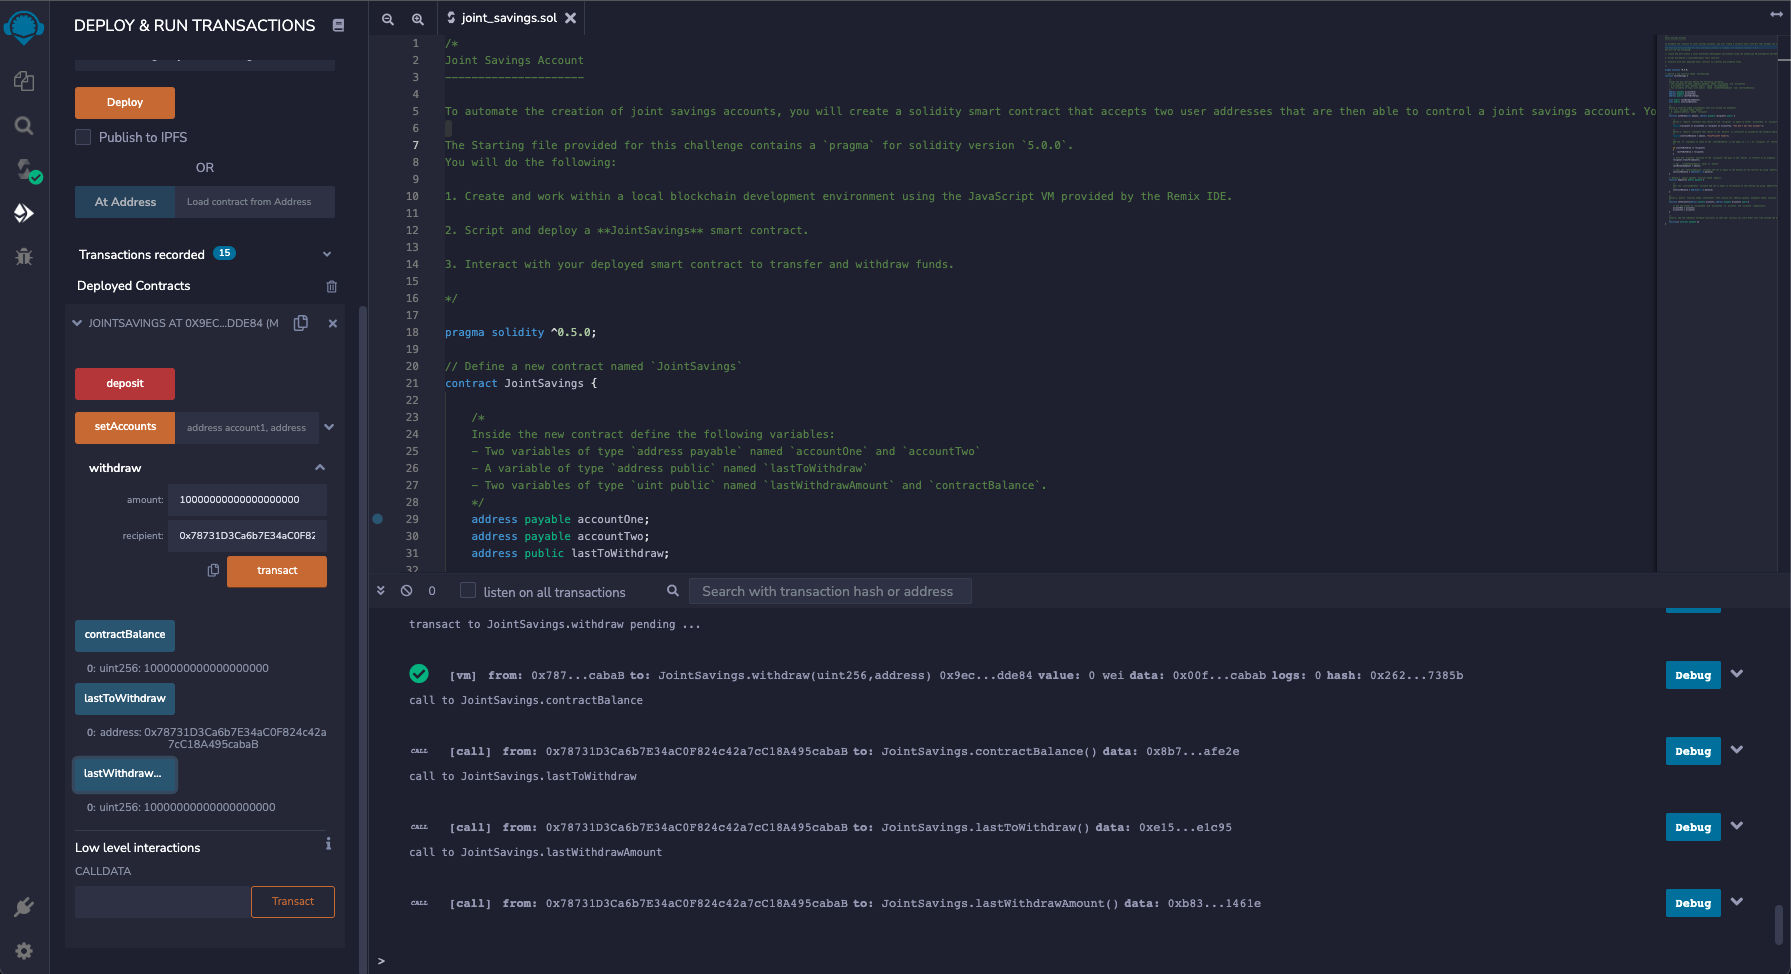 DEPLOY & RUN TRANSACTIONS
Deploy
Publish to IPFS
OR
At Address
Load contract from Address
Transactions recorded 15
Deployed Contracts
JOINTSAVINGS AT 0X9EC...DDE84 (M
deposit
setAccounts
address account1, address
withdraw
amount: 10000000000000000000
recipient: 0x78731D3Ca6b7E34aC0F82
transact
contractBalance
0: uint256: 1000000000000000000
lastToWithdraw
0: address: 0x78731D3Ca6b7E34aC0F824c42a
7cC18A495cabaB
lastWithdraw...
0: uint256: 10000000000000000000
Low level interactions
i
CALLDATA
Transact
joint_savings.sol
1 /*
2 Joint Savings Account
3 ---------------------
4
5 To automate the creation of joint savings accounts, you will create a solidity smart contract that accepts two user addresses that are then able to control a joint savings account. Yo
6
7 The Starting file provided for this challenge contains a `pragma` for solidity version `5.0.0`.
8 You will do the following:
9
10 1. Create and work within a local blockchain development environment using the JavaScript VM provided by the Remix IDE.
11
12 2. Script and deploy a **JointSavings** smart contract.
13
14 3. Interact with your deployed smart contract to transfer and withdraw funds.
15
16 */
17
18 pragma solidity ^0.5.0;
19
20 // Define a new contract named `JointSavings`
21 contract JointSavings {
22
23 /*
24 Inside the new contract define the following variables:
25 - Two variables of type `address payable` named `accountOne` and `accountTwo`
26 - A variable of type `address public` named `lastToWithdraw`
27 - Two variables of type `uint public` named `lastWithdrawAmount` and `contractBalance`.
28 */
29 address payable accountOne;
30 address payable accountTwo;
31 address public lastToWithdraw;
32
0
listen on all transactions
Search with transaction hash or address
transact to JointSavings.withdraw pending ...
[vm] from: 0x787...cabaB to: JointSavings.withdraw(uint256,address) 0x9ec...dde84 value: 0 wei data: 0x00f...cabab logs: 0 hash: 0x262...7385b
Debug
call to JointSavings.contractBalance
CALL [call] from: 0x78731D3Ca6b7E34aC0F824c42a7cC18A495cabaB to: JointSavings.contractBalance() data: 0x8b7...afe2e
Debug
call to JointSavings.lastToWithdraw
CALL [call] from: 0x78731D3Ca6b7E34aC0F824c42a7cC18A495cabaB to: JointSavings.lastToWithdraw() data: 0xe15...e1c95
Debug
call to JointSavings.lastWithdrawAmount
CALL [call] from: 0x78731D3Ca6b7E34aC0F824c42a7cC18A495cabaB to: JointSavings.lastWithdrawAmount() data: 0xb83...1461e
Debug
>